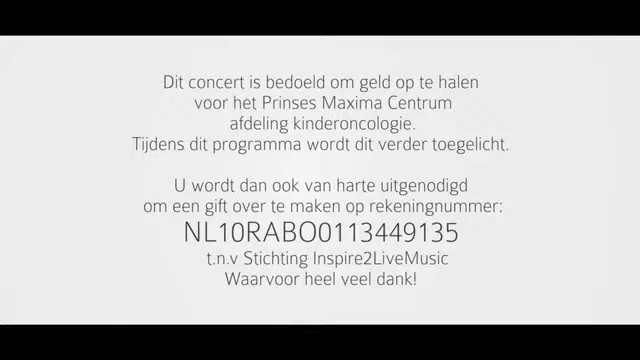 Dit concert is bedoeld om geld op te halen
voor het Prinses Maxima Centrum
afdeling kinderoncologie.
Tijdens dit programma wordt dit verder toegelicht.
U wordt dan ook van harte uitgenodigd
om een gift over te maken op rekeningnummer:
NL10RABO0113449135
t.n.v Stichting Inspire2LiveMusic
Waarvoor heel veel dank!